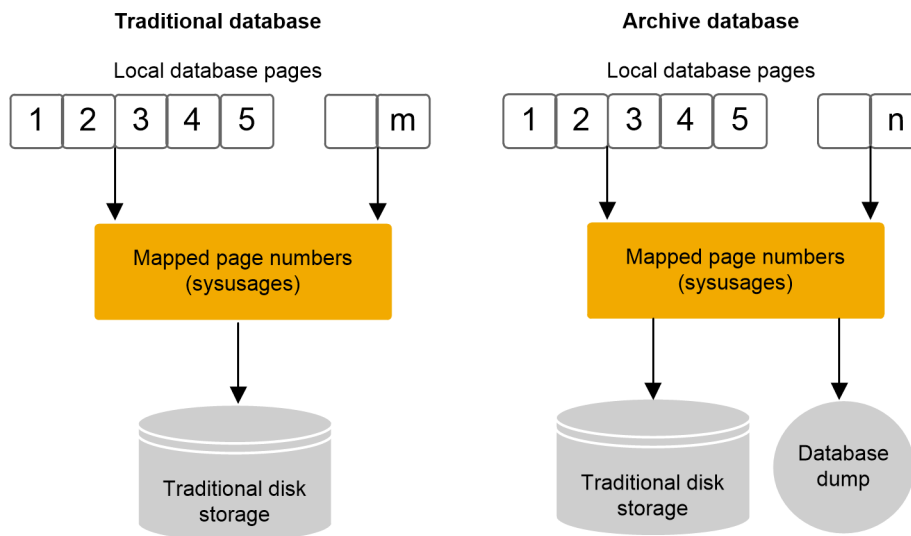 Traditional database
Local database pages
1 2 3 4 5 m
Mapped page numbers
(sysusages)
Traditional disk
storage
Archive database
Local database pages
1 2 3 4 5 n
Mapped page numbers
(sysusages)
Traditional disk
storage
Database
dump